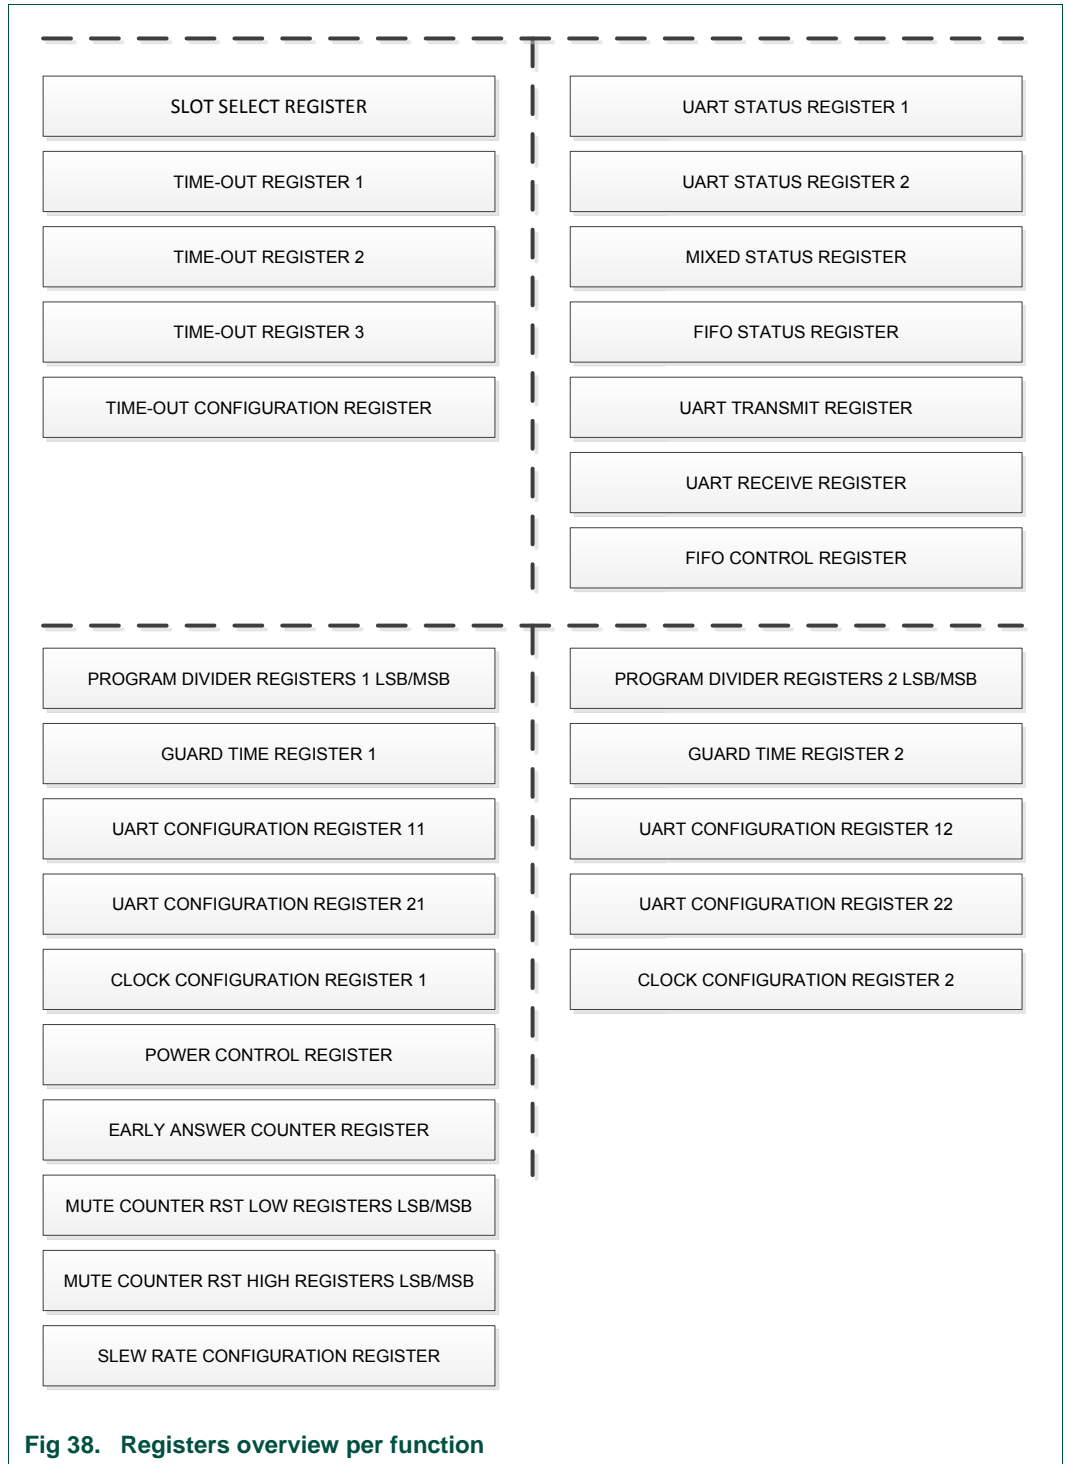 SLOT SELECT REGISTER
TIME-OUT REGISTER 1
TIME-OUT REGISTER 2
TIME-OUT REGISTER 3
TIME-OUT CONFIGURATION REGISTER
UART STATUS REGISTER 1
UART STATUS REGISTER 2
MIXED STATUS REGISTER
FIFO STATUS REGISTER
UART TRANSMIT REGISTER
UART RECEIVE REGISTER
FIFO CONTROL REGISTER
PROGRAM DIVIDER REGISTERS 1 LSB/MSB
GUARD TIME REGISTER 1
UART CONFIGURATION REGISTER 11
UART CONFIGURATION REGISTER 21
CLOCK CONFIGURATION REGISTER 1
POWER CONTROL REGISTER
EARLY ANSWER COUNTER REGISTER
MUTE COUNTER RST LOW REGISTERS LSB/MSB
MUTE COUNTER RST HIGH REGISTERS LSB/MSB
SLEW RATE CONFIGURATION REGISTER
PROGRAM DIVIDER REGISTERS 2 LSB/MSB
GUARD TIME REGISTER 2
UART CONFIGURATION REGISTER 12
UART CONFIGURATION REGISTER 22
CLOCK CONFIGURATION REGISTER 2
Fig 38. Registers overview per function